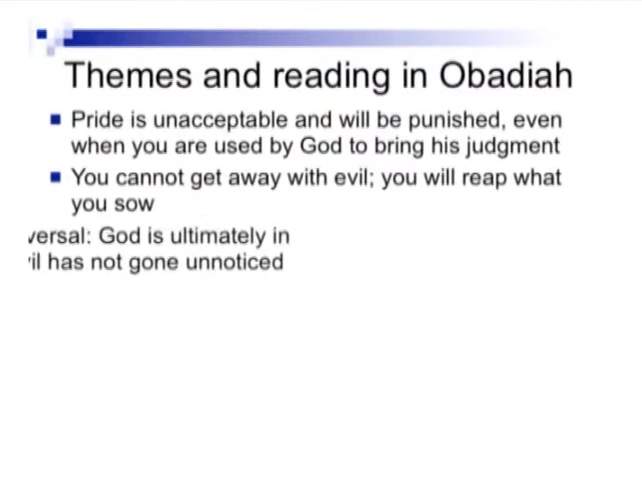 Themes and reading in Obadiah
Pride is unacceptable and will be punished, even
when you are used by God to bring his judgment
You cannot get away with evil; you will reap what
you sow
versal: God is ultimately in
il has not gone unnoticed